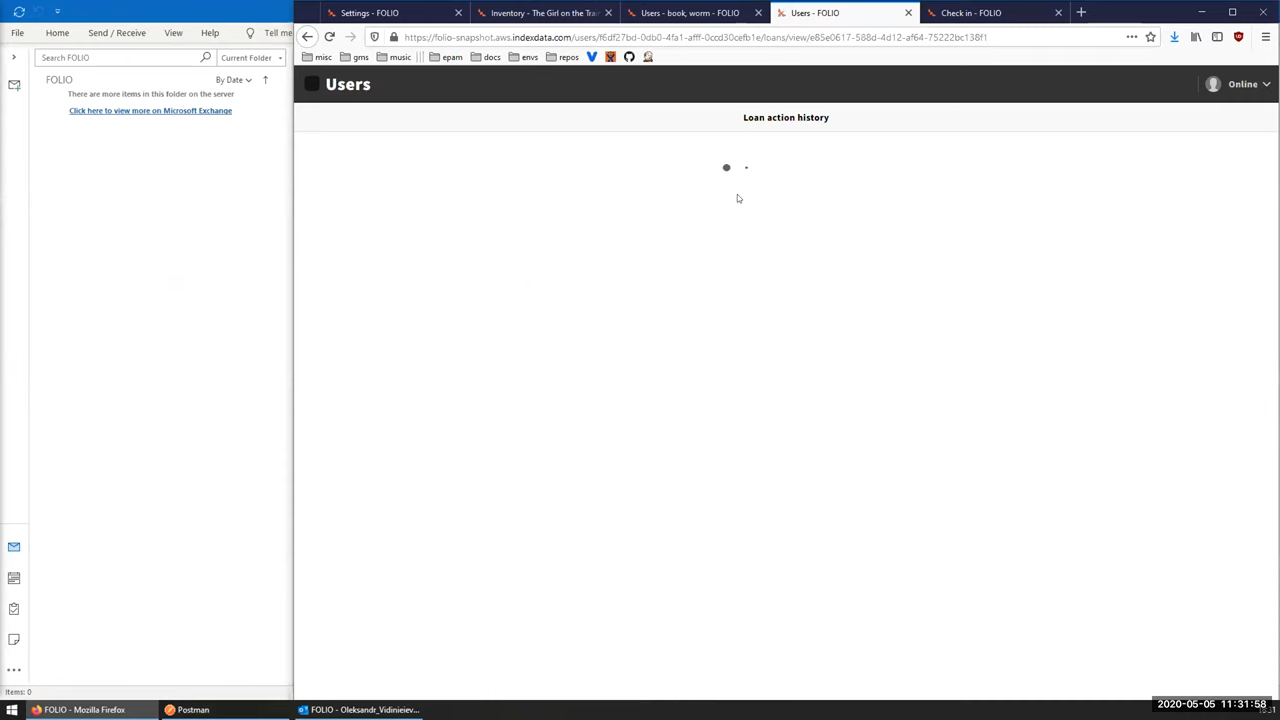 Settings - FOLIO
Inventory - The Girl on the Train
Users - book, worm - FOLIO
Users - FOLIO
Check in - FOLIO
File
Home
Send / Receive
View
Help
Tell me
https://folio-snapshot.aws.indexdata.com/users/f6df27bd-0db0-4fa1-afff-0ccd30cefb1e/loans/view/e85e0617-588d-4d12-af64-75222bc138f1
Search FOLIO
Current Folder
misc
gms
music
epam
docs
envs
repos
FOLIO
By Date
Users
Online
There are more items in this folder on the server
Click here to view more on Microsoft Exchange
Loan action history
Items: 0
FOLIO - Mozilla Firefox
Postman
FOLIO - Oleksandr_Vidinieiev...
2020-05-05 11:31:58